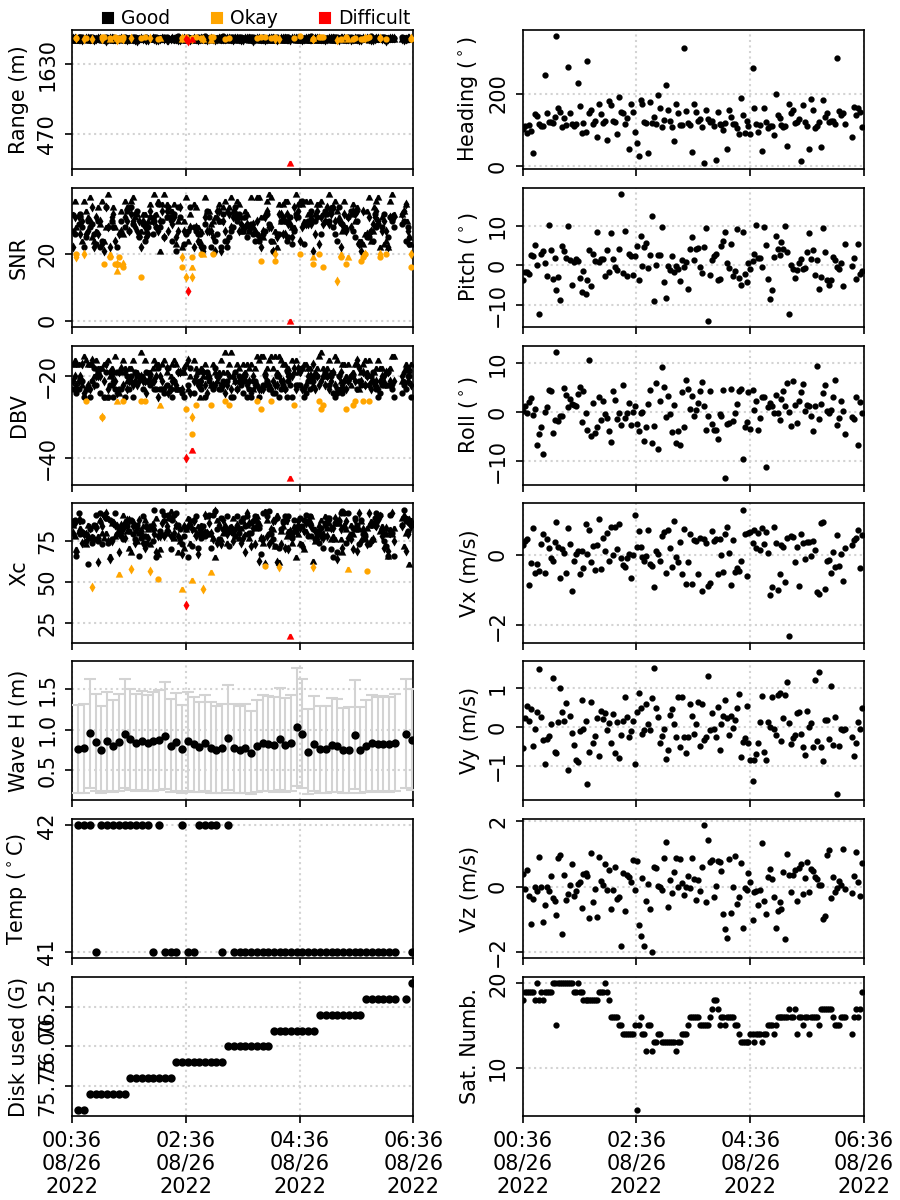 Good Okay Difficult
Range (m)
1630
470
Heading (°)
200
0
SNR
20
0
Pitch (°)
10
0
−10
DBV
−20
−40
Roll (°)
10
0
−10
Xc
75
50
25
Vx (m/s)
0
−2
Wave H (m)
1.5
1.0
0.5
Vy (m/s)
1
−1
Temp (°C)
42
41
Vz (m/s)
2
0
−2
Disk used (G)
76.25
76.00
75.75
Sat. Numb.
20
10
00:36 02:36 04:36 06:36
08/26 08/26 08/26 08/26
2022 2022 2022 2022
00:36 02:36 04:36 06:36
08/26 08/26 08/26 08/26
2022 2022 2022 2022